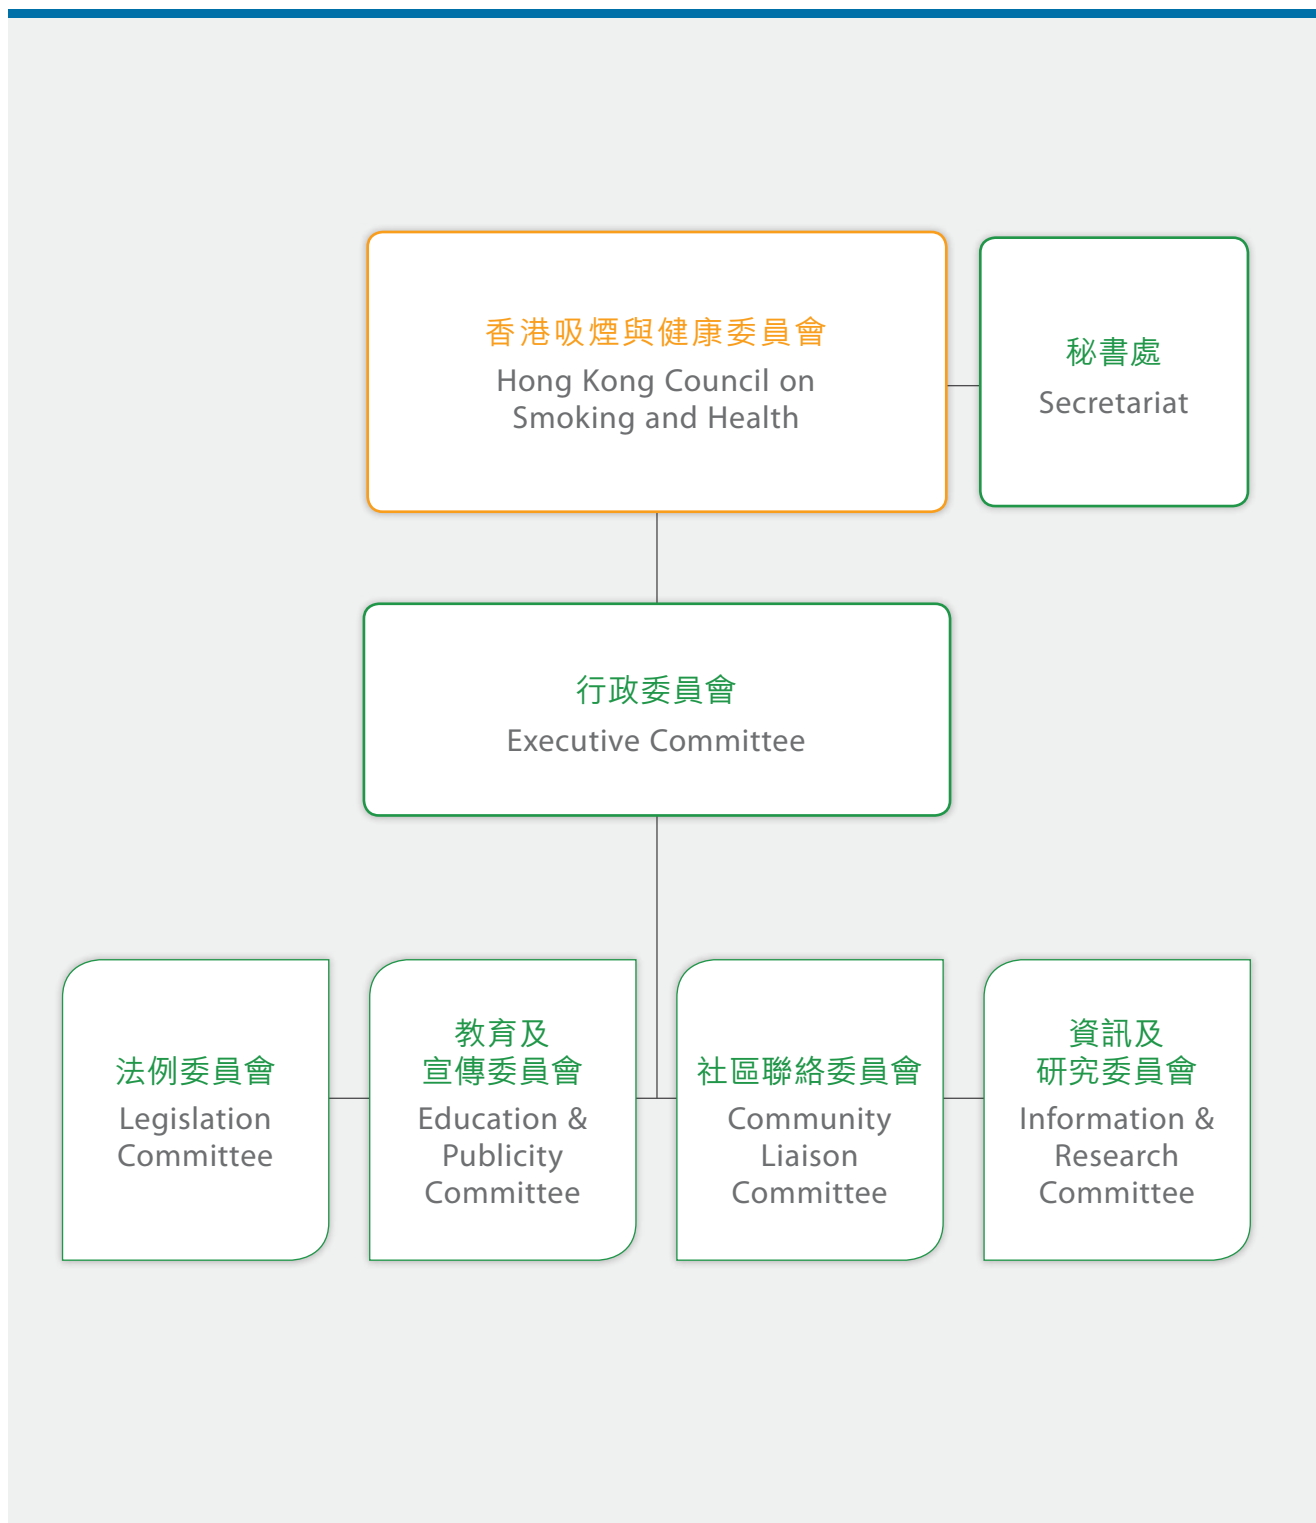 香港吸煙與健康委員會
Hong Kong Council on
Smoking and Health
秘書處
Secretariat
行政委員會
Executive Committee
法例委員會
Legislation
Committee
教育及
宣傳委員會
Education &
Publicity
Committee
社區聯絡委員會
Community
Liaison
Committee
資訊及
研究委員會
Information &
Research
Committee